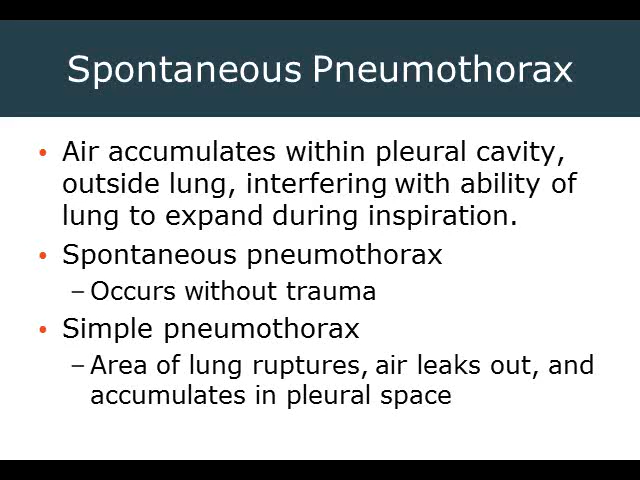 Spontaneous Pneumothorax
• Air accumulates within pleural cavity,
outside lung, interfering with ability of
lung to expand during inspiration.
• Spontaneous pneumothorax
– Occurs without trauma
• Simple pneumothorax
– Area of lung ruptures, air leaks out, and
accumulates in pleural space